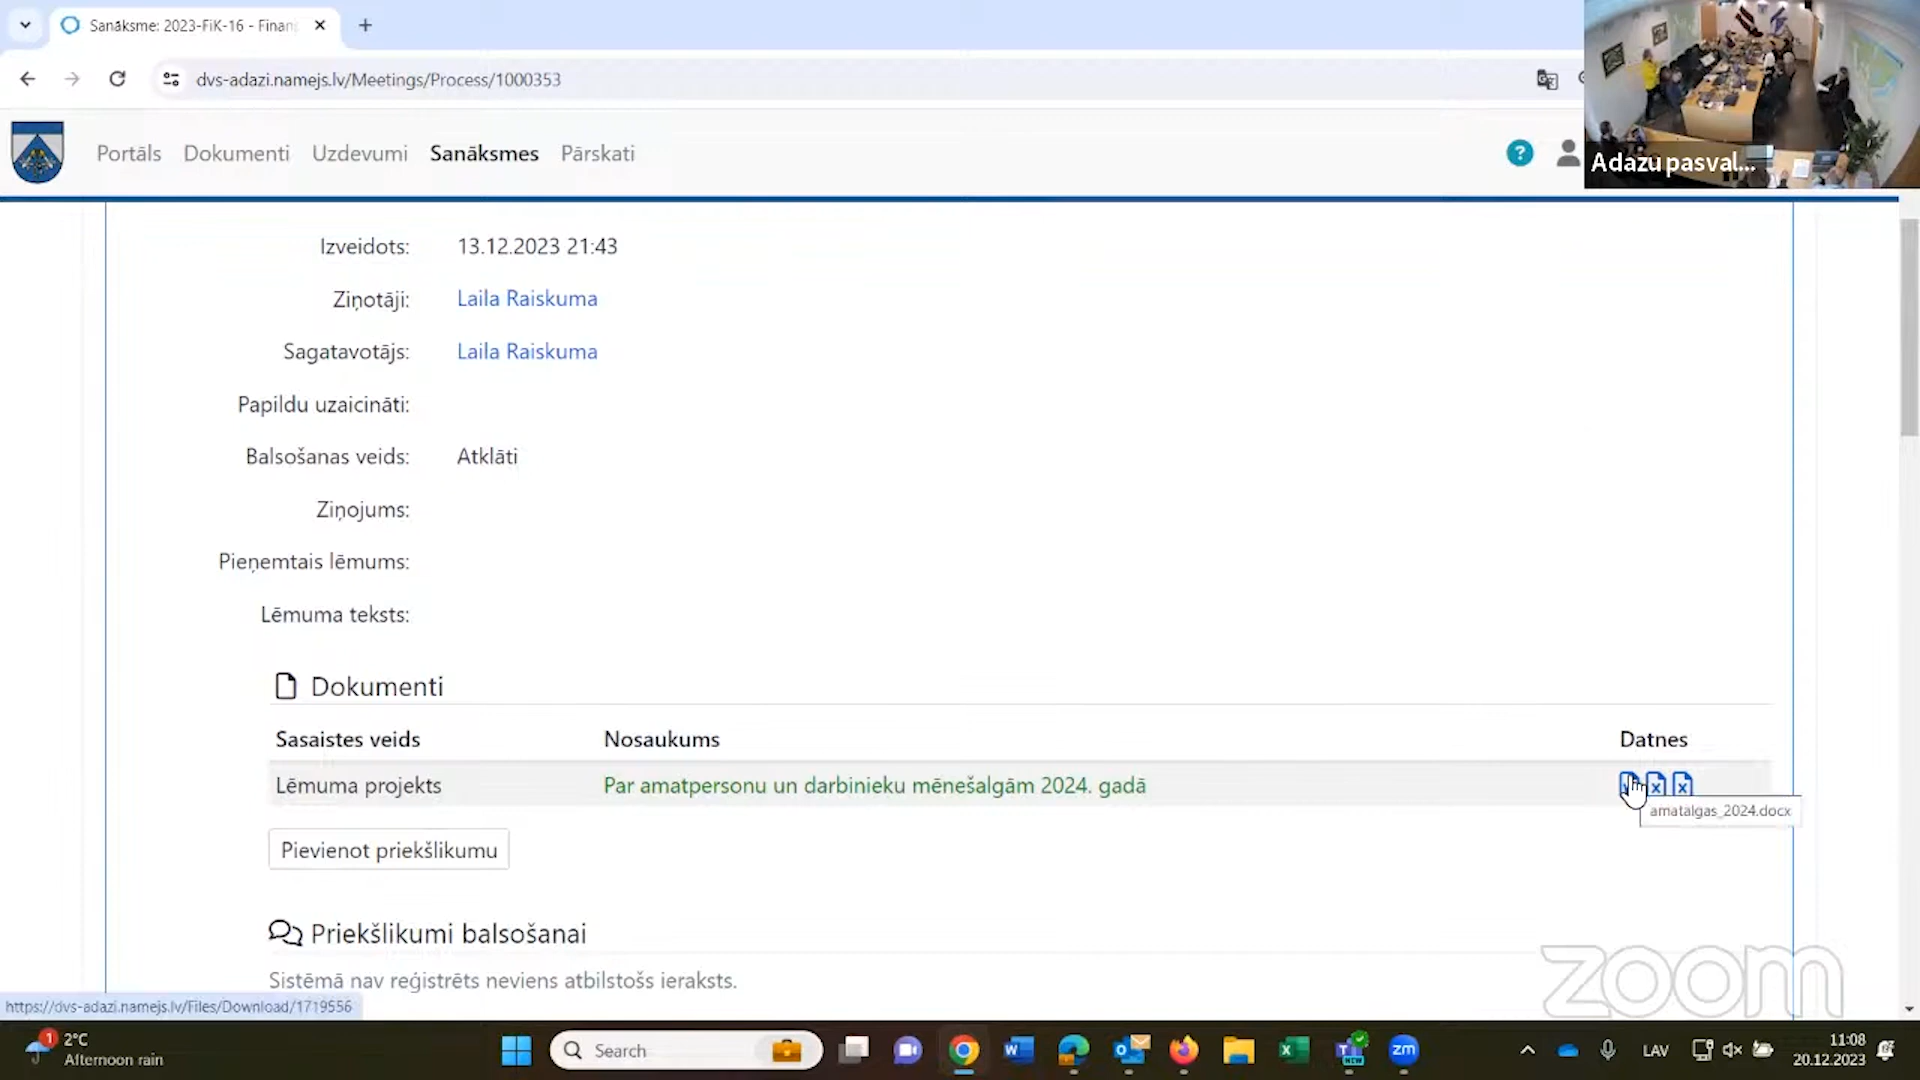 Sanāksme: 2023-FiK-16 - Finan
dvs-adazi.namejs.lv/Meetings/Process/1000353
Portāls Dokumenti Uzdevumi Sanāksmes Pārskati
?
Adazu pasval...
Izveidots: 13.12.2023 21:43
Ziņotāji: Laila Raiskuma
Sagatavotājs: Laila Raiskuma
Papildu uzaicināti:
Balsošanas veids: Atklāti
Ziņojums:
Pieņemtais lēmums:
Lēmuma teksts:
Dokumenti
Sasaistes veids Nosaukums Datnes
Lēmuma projekts Par amatpersonu un darbinieku mēnešalgām 2024. gadā
amatalgas_2024.docx
Pievienot priekšlikumu
Priekšlikumi balsošanai
Sistēmā nav reģistrēts neviens atbilstošs ieraksts.
zoom
https://dvs-adazi.namejs.lv/Files/Download/1719556
1 2°C
Afternoon rain
Search
NEW
zm
LAV
11:08
20.12.2023